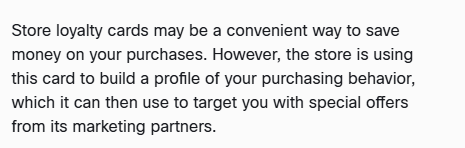 Store loyalty cards may be a convenient way to save
money on your purchases. However, the store is using
this card to build a profile of your purchasing behavior,
which it can then use to target you with special offers
from its marketing partners.